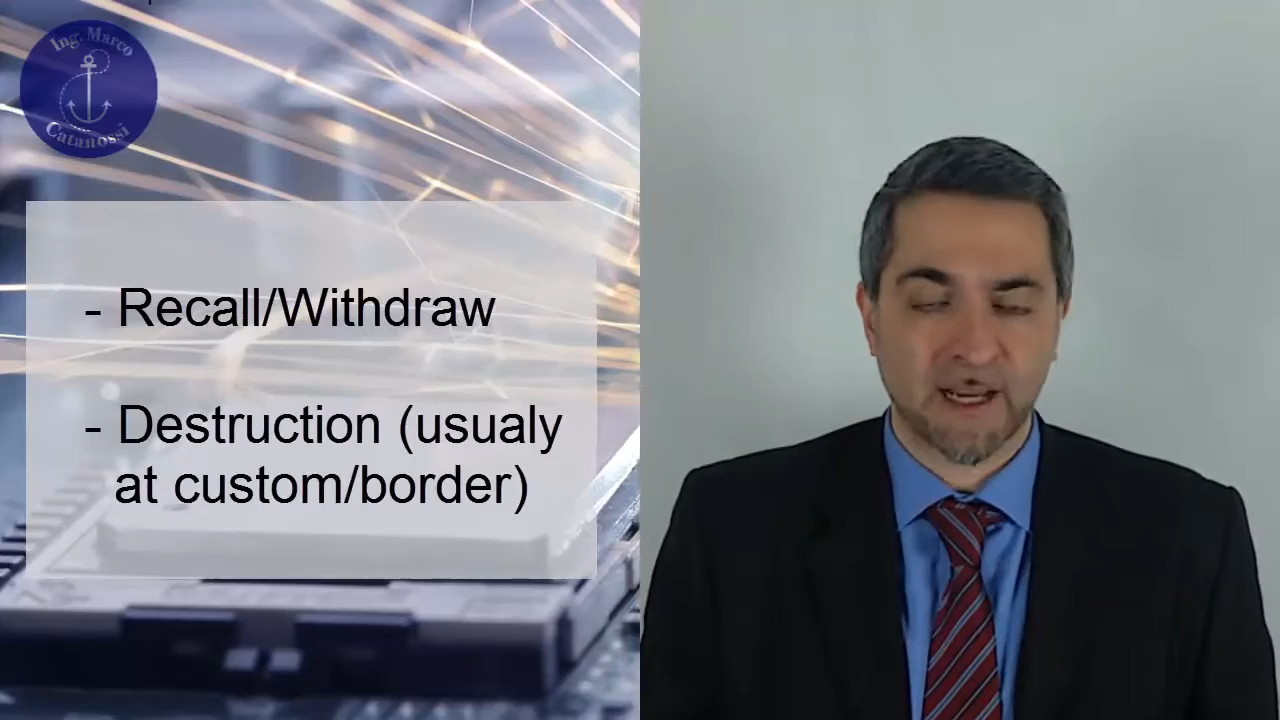 Ing. Marco
Catanossi
- Recall/Withdraw
- Destruction (usualy
at custom/border)